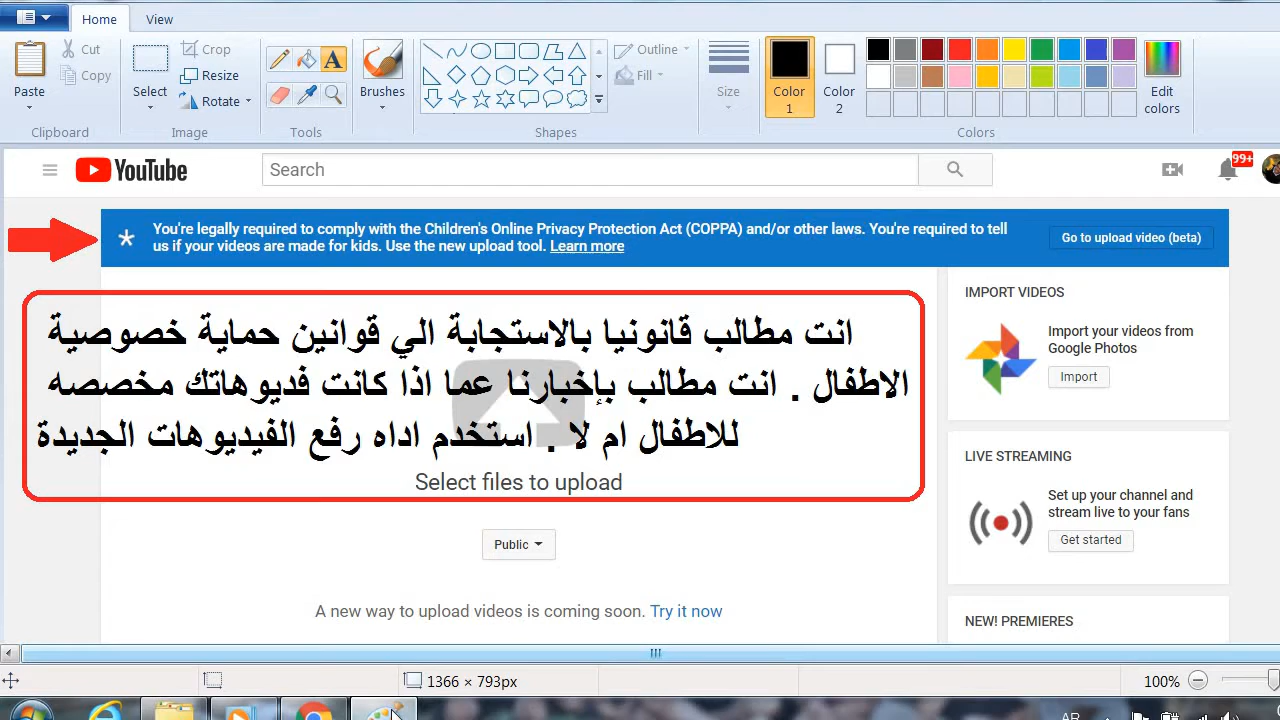 Home
View
Paste
Cut
Copy
Clipboard
Select
Crop
Resize
Rotate
Image
A
Tools
Brushes
Shapes
Outline
Fill
Size
Color 1
Color 2
Edit colors
Colors
YouTube
Search
99+
You're legally required to comply with the Children's Online Privacy Protection Act (COPPA) and/or other laws. You're required to tell
us if your videos are made for kids. Use the new upload tool. Learn more
Go to upload video (beta)
انت مطالب قانونيا بالاستجابة الي قوانين حماية خصوصية
الاطفال . انت مطالب بإخبارنا عما اذا كانت فديوهاتك مخصصه
للاطفال ام لا . استخدم اداه رفع الفيديوهات الجديدة
Select files to upload
Public
A new way to upload videos is coming soon. Try it now
IMPORT VIDEOS
Import your videos from
Google Photos
Import
LIVE STREAMING
Set up your channel and
stream live to your fans
Get started
NEW! PREMIERES
1366 × 793px
100%
AR